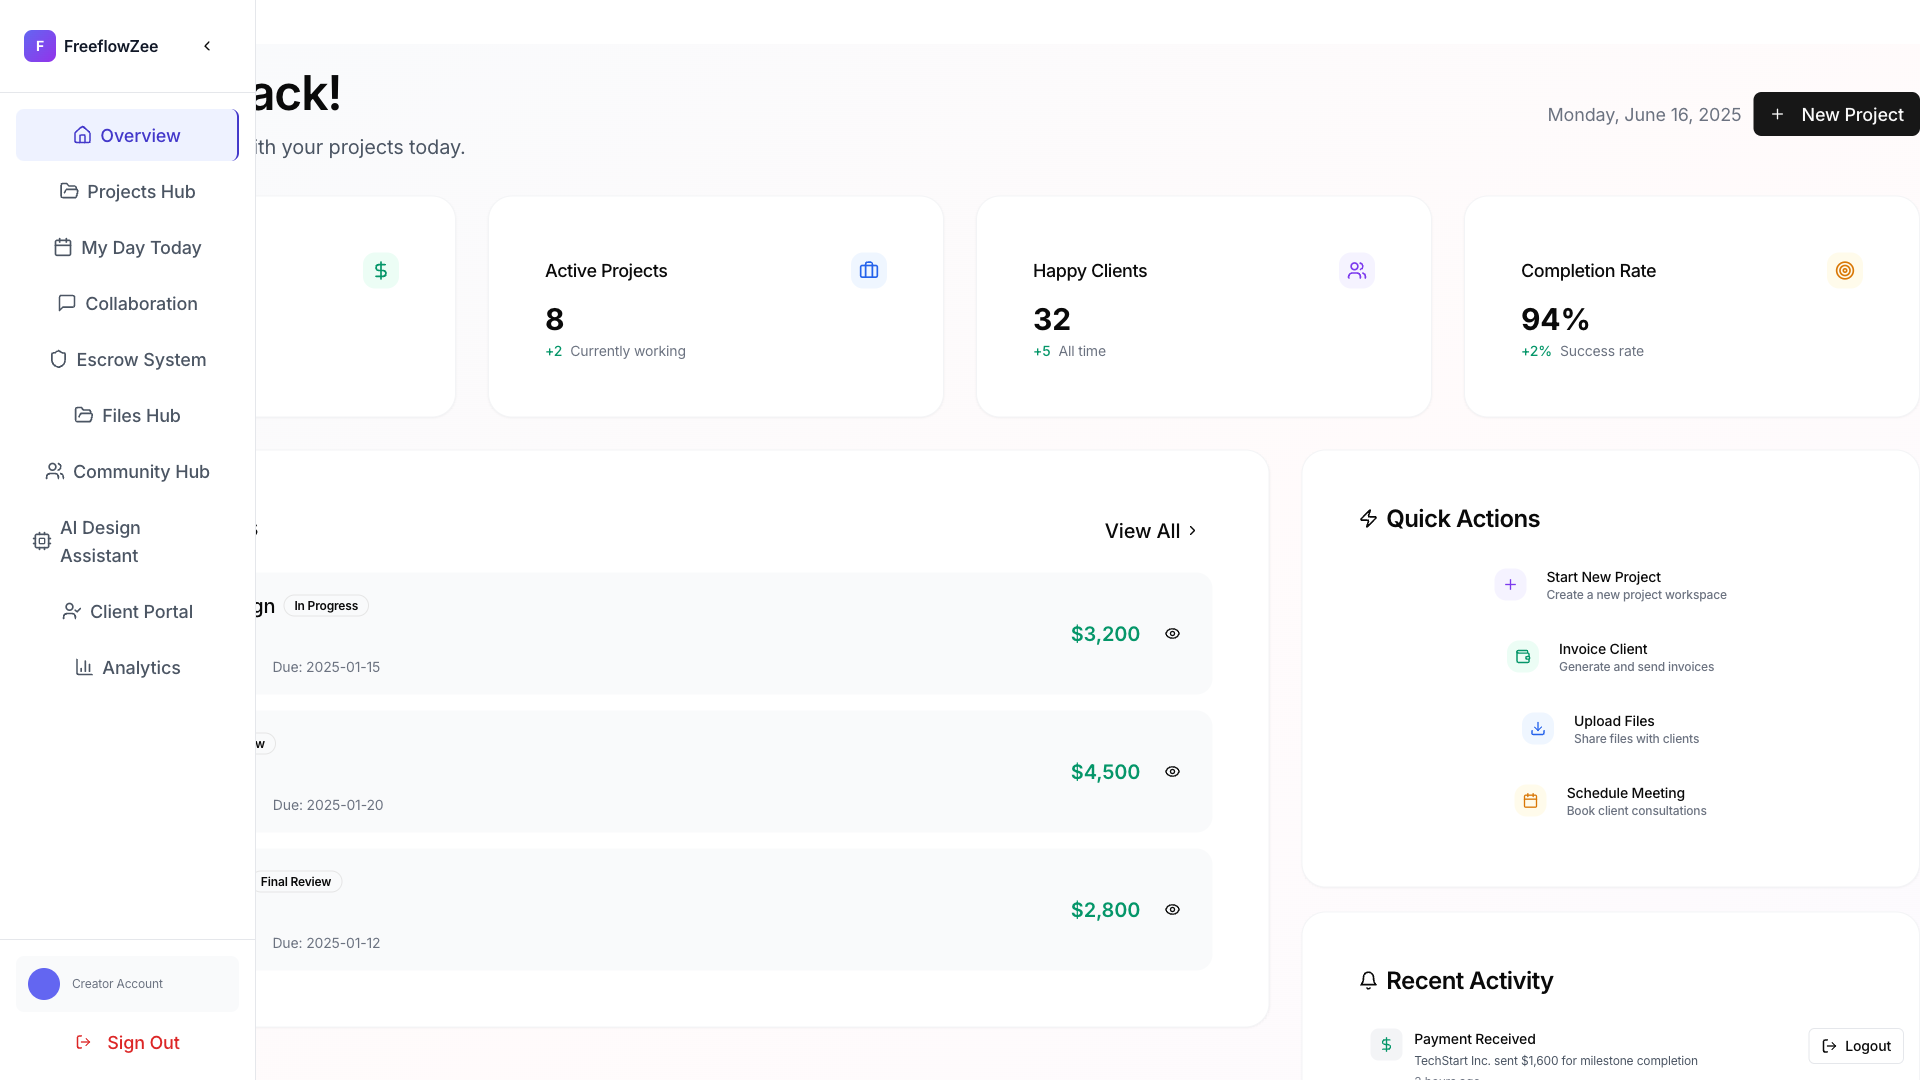 F FreeflowZee
Overview
Projects Hub
My Day Today
Collaboration
Escrow System
Files Hub
Community Hub
AI Design
Assistant
Client Portal
Analytics
Creator Account
Sign Out
ack!
ith your projects today.
Monday, June 16, 2025
New Project
Active Projects
8
+2 Currently working
Happy Clients
32
+5 All time
Completion Rate
94%
+2% Success rate
View All
gn In Progress
$3,200
Due: 2025-01-15
w
$4,500
Due: 2025-01-20
Final Review
$2,800
Due: 2025-01-12
Quick Actions
Start New Project
Create a new project workspace
Invoice Client
Generate and send invoices
Upload Files
Share files with clients
Schedule Meeting
Book client consultations
Recent Activity
Payment Received
TechStart Inc. sent $1,600 for milestone completion
Logout